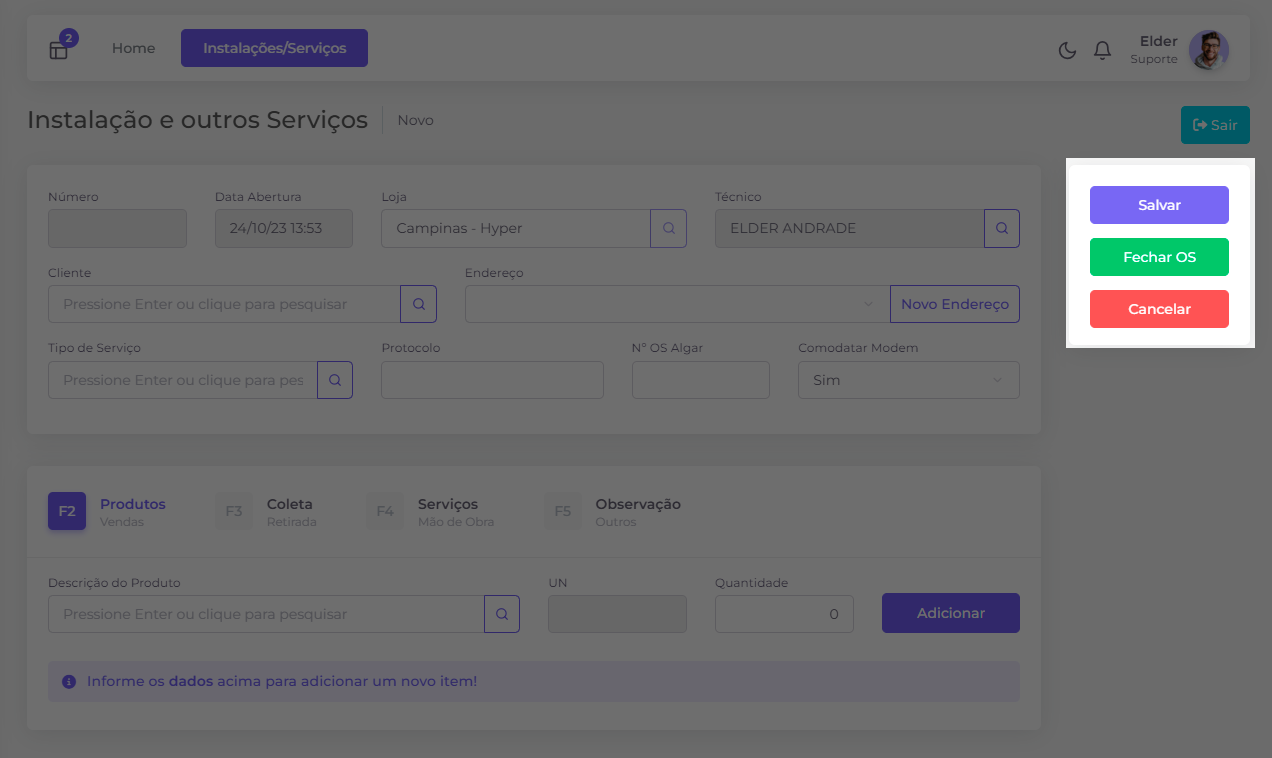 2
Home
Instalações/Serviços
Elder
Suporte
Instalação e outros Serviços
Novo
Sair
Número
Data Abertura
Loja
Técnico
24/10/23 13:53
Campinas - Hyper
ELDER ANDRADE
Cliente
Endereço
Pressione Enter ou clique para pesquisar
Novo Endereço
Tipo de Serviço
Protocolo
Nº OS Algar
Comodatar Modem
Pressione Enter ou clique para pes
Sim
Salvar
Fechar OS
Cancelar
F2
Produtos
Vendas
F3
Coleta
Retirada
F4
Serviços
Mão de Obra
F5
Observação
Outros
Descrição do Produto
UN
Quantidade
Pressione Enter ou clique para pesquisar
0
Adicionar
Informe os dados acima para adicionar um novo item!